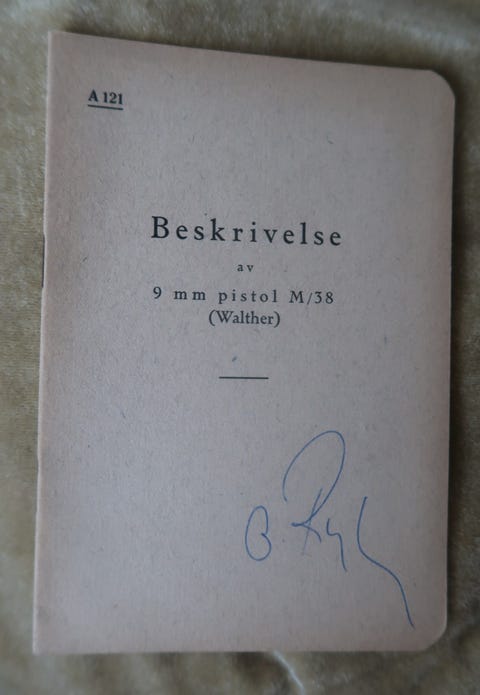 A 121
Beskrivelse
av
9 mm pistol M/38
(Walther)